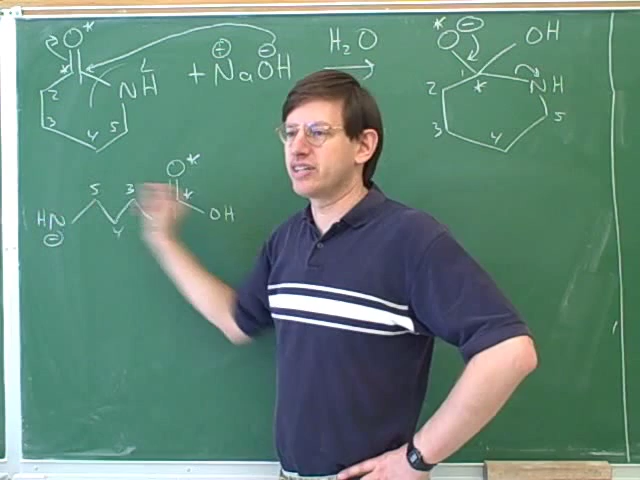 O* + NaOH H₂O → O* ⊖ OH
NH 1 NH
2 3 4 5 2 3 4 5
O*
HN ⊖ 5 4 3 * OH